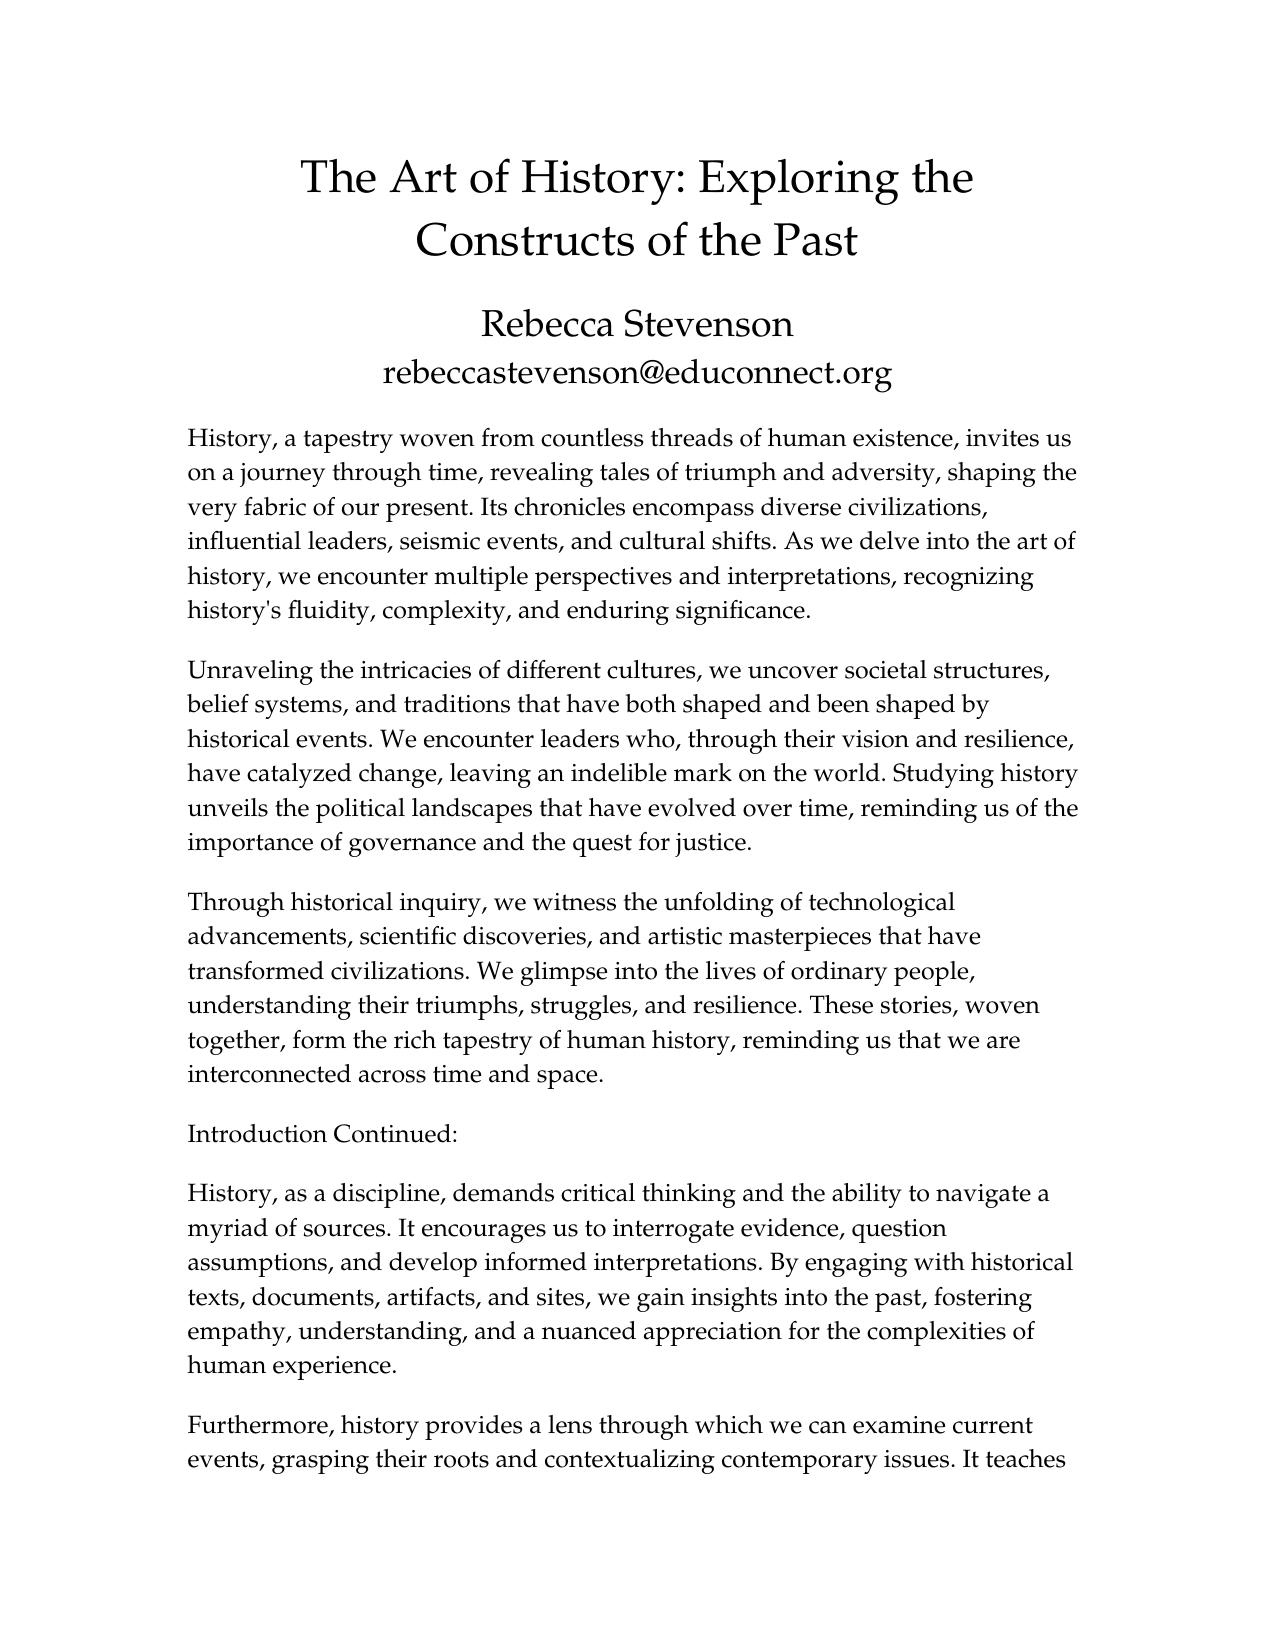 The Art of History: Exploring the
Constructs of the Past
Rebecca Stevenson
rebeccastevenson@educonnect.org
History, a tapestry woven from countless threads of human existence, invites us
on a journey through time, revealing tales of triumph and adversity, shaping the
very fabric of our present. Its chronicles encompass diverse civilizations,
influential leaders, seismic events, and cultural shifts. As we delve into the art of
history, we encounter multiple perspectives and interpretations, recognizing
history's fluidity, complexity, and enduring significance.
Unraveling the intricacies of different cultures, we uncover societal structures,
belief systems, and traditions that have both shaped and been shaped by
historical events. We encounter leaders who, through their vision and resilience,
have catalyzed change, leaving an indelible mark on the world. Studying history
unveils the political landscapes that have evolved over time, reminding us of the
importance of governance and the quest for justice.
Through historical inquiry, we witness the unfolding of technological
advancements, scientific discoveries, and artistic masterpieces that have
transformed civilizations. We glimpse into the lives of ordinary people,
understanding their triumphs, struggles, and resilience. These stories, woven
together, form the rich tapestry of human history, reminding us that we are
interconnected across time and space.
Introduction Continued:
History, as a discipline, demands critical thinking and the ability to navigate a
myriad of sources. It encourages us to interrogate evidence, question
assumptions, and develop informed interpretations. By engaging with historical
texts, documents, artifacts, and sites, we gain insights into the past, fostering
empathy, understanding, and a nuanced appreciation for the complexities of
human experience.
Furthermore, history provides a lens through which we can examine current
events, grasping their roots and contextualizing contemporary issues. It teaches